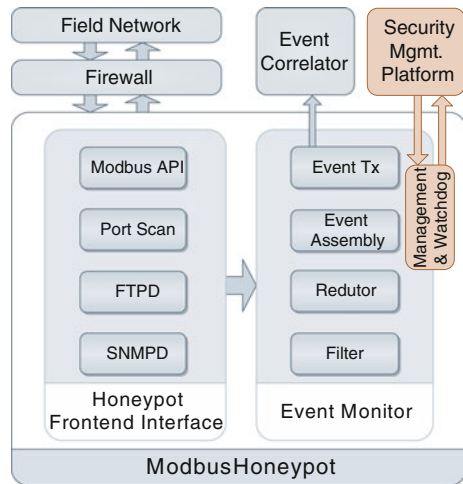 Field Network
Firewall
Event
Correlator
Security
Mgmt.
Platform
Modbus API
Port Scan
FTPD
SNMPD
Honeypot
Frontend Interface
Event Tx
Event
Assembly
Redutor
Filter
Event Monitor
Management
& Watchdog
ModbusHoneypot